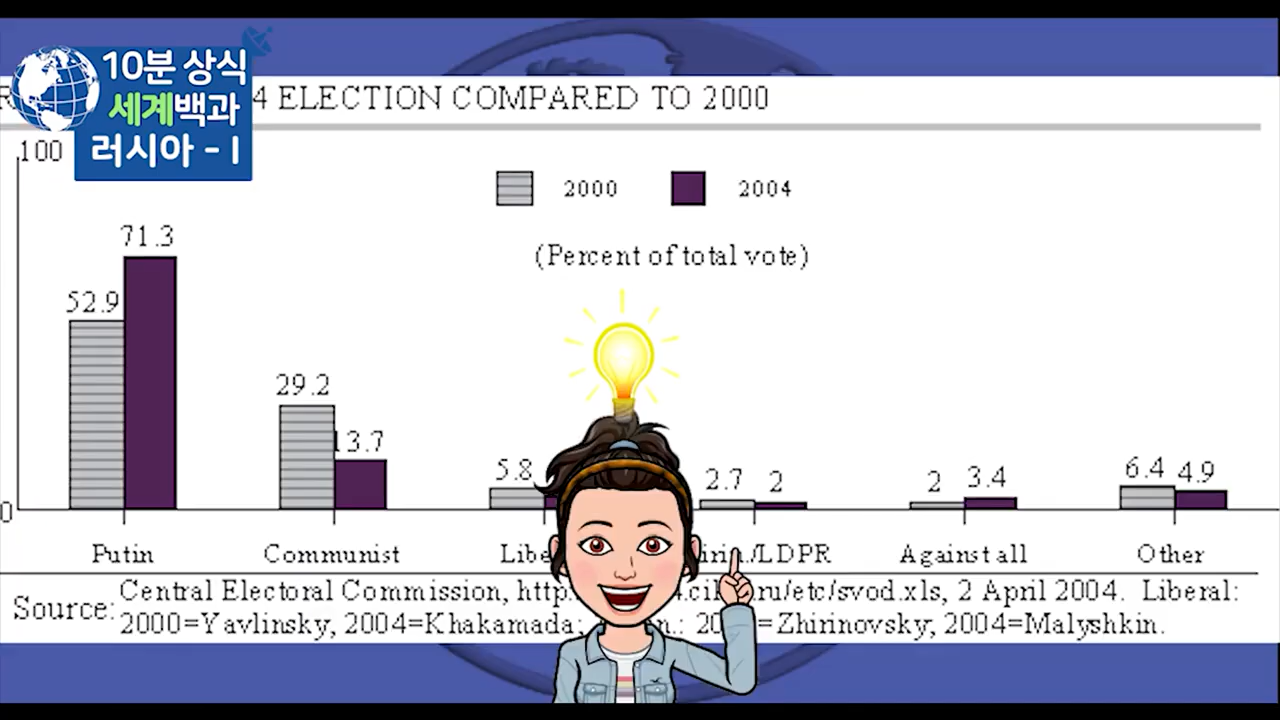 10분 상식
세계백과
러시아 - I
4 ELECTION COMPARED TO 2000
100
2000 2004
(Percent of total vote)
71.3
52.9
29.2
13.7
5.8
2.7 2
2 3.4
6.4 4.9
0
Putin Communist /LDPR Against all Other
Source: Central Electoral Commission, ru/etc/svod.xls, 2 April 2004. Liberal:
2000=Yavlinsky, 2004=Khakamada; =Zhirinovsky, 2004=Malyshkin.